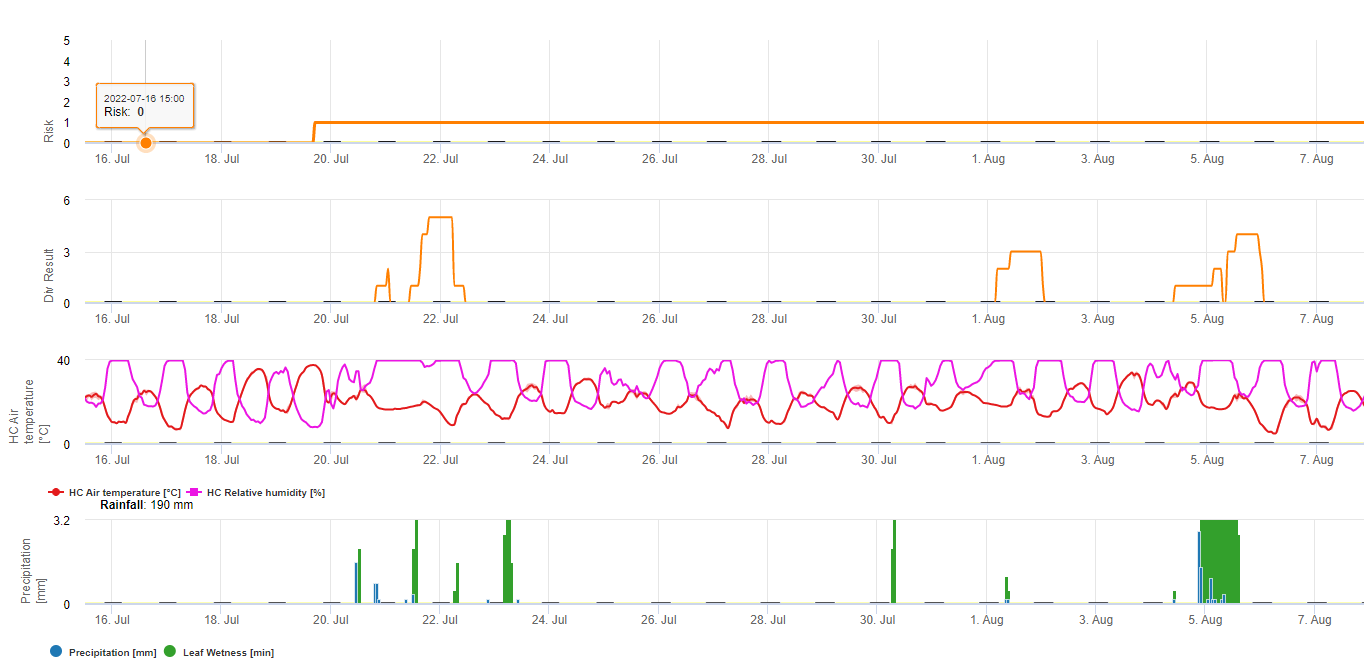 5
4
3
2
1
0
Risk
2022-07-16 15:00
Risk: 0
16. Jul 18. Jul 20. Jul 22. Jul 24. Jul 26. Jul 28. Jul 30. Jul 1. Aug 3. Aug 5. Aug 7. Aug
6
3
0
Div Result
16. Jul 18. Jul 20. Jul 22. Jul 24. Jul 26. Jul 28. Jul 30. Jul 1. Aug 3. Aug 5. Aug 7. Aug
40
0
HC Air
temperature
[°C]
16. Jul 18. Jul 20. Jul 22. Jul 24. Jul 26. Jul 28. Jul 30. Jul 1. Aug 3. Aug 5. Aug 7. Aug
HC Air temperature [°C] HC Relative humidity [%]
Rainfall: 190 mm
3.2
0
Precipitation
[mm]
16. Jul 18. Jul 20. Jul 22. Jul 24. Jul 26. Jul 28. Jul 30. Jul 1. Aug 3. Aug 5. Aug 7. Aug
Precipitation [mm] Leaf Wetness [min]